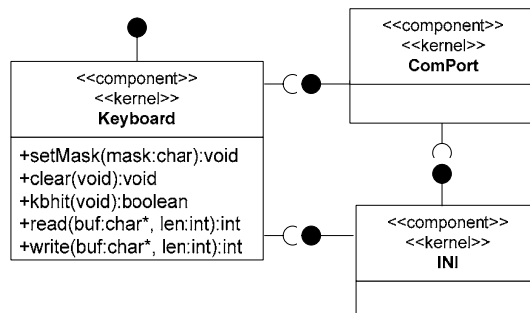 <<component>>
<<kernel>>
Keyboard
+setMask(mask:char):void
+clear(void):void
+kbhit(void):boolean
+read(buf:char*, len:int):int
+write(buf:char*, len:int):int
<<component>>
<<kernel>>
ComPort
<<component>>
<<kernel>>
INI